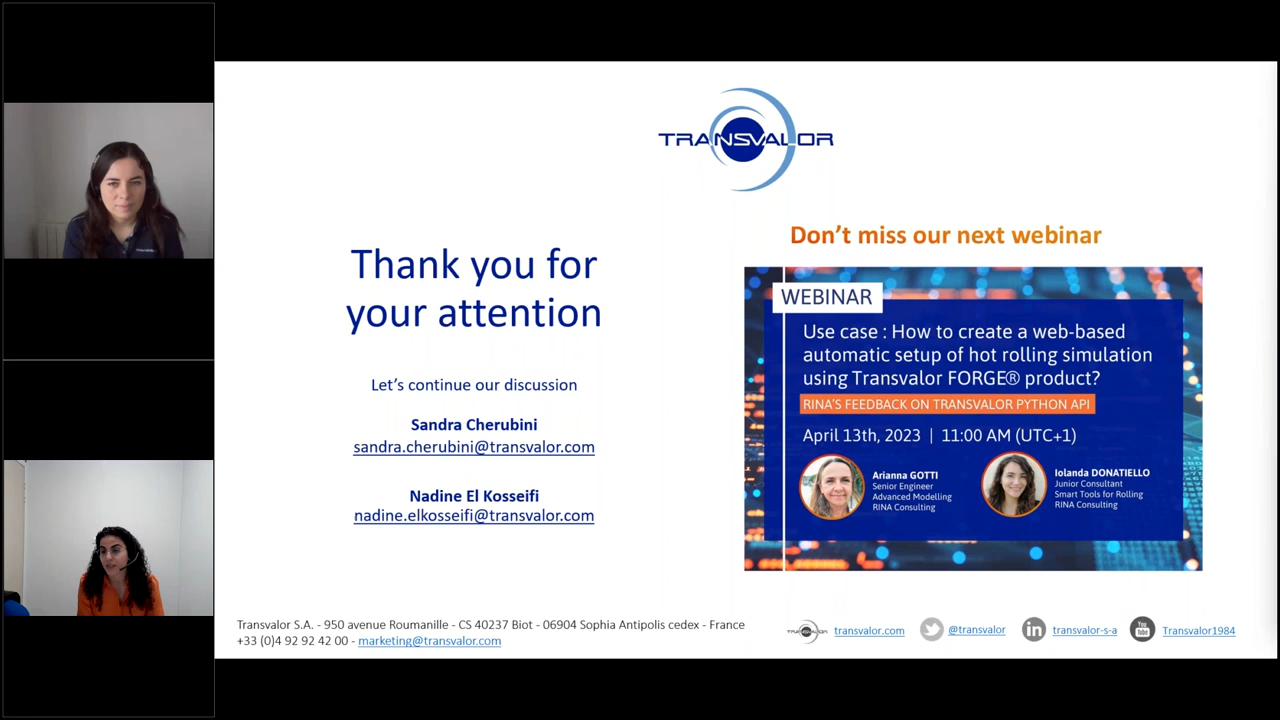 TRANSVALOR
Thank you for
your attention
Let's continue our discussion
Sandra Cherubini
sandra.cherubini@transvalor.com
Nadine El Kosseifi
nadine.elkosseifi@transvalor.com
Don't miss our next webinar
WEBINAR
Use case : How to create a web-based
automatic setup of hot rolling simulation
using Transvalor FORGE® product?
RINA'S FEEDBACK ON TRANSVALOR PYTHON API
April 13th, 2023 | 11:00 AM (UTC+1)
Arianna GOTTI
Senior Engineer
Advanced Modelling
RINA Consulting
Iolanda DONATIELLO
Junior Consultant
Smart Tools for Rolling
RINA Consulting
Transvalor S.A. - 950 avenue Roumanille - CS 40237 Biot - 06904 Sophia Antipolis cedex - France
+33 (0)4 92 92 42 00 - marketing@transvalor.com
TRANSVALOR transvalor.com @transvalor in transvalor-s-a You Tube Transvalor1984